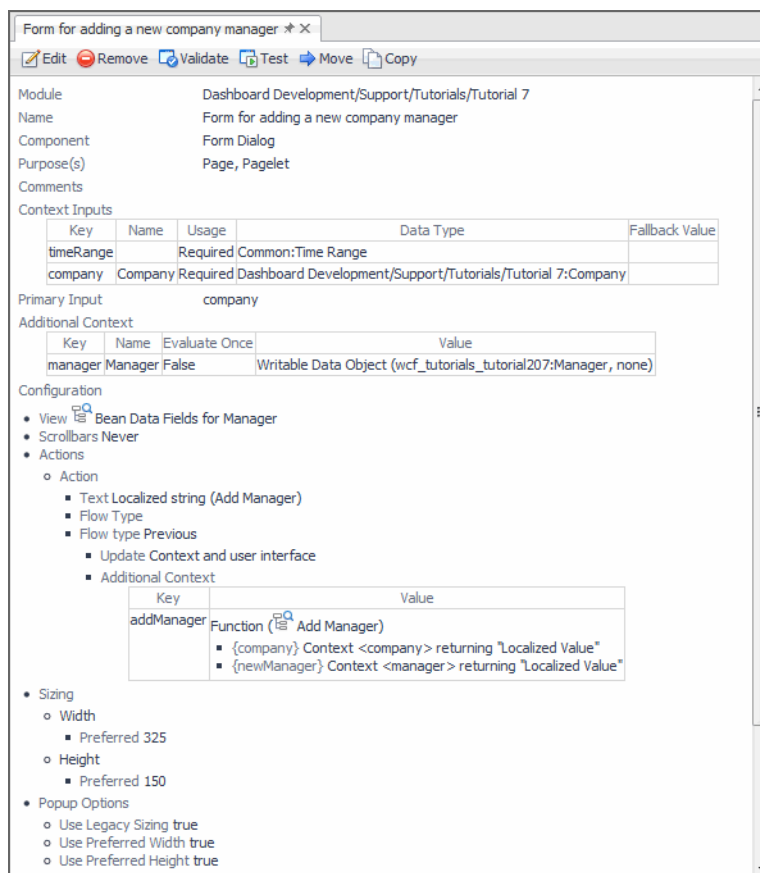 Form for adding a new company manager
Edit Remove Validate Test Move Copy
Module Dashboard Development/Support/Tutorials/Tutorial 7
Name Form for adding a new company manager
Component Form Dialog
Purpose(s) Page, Pagelet
Comments
Context Inputs
Key Name Usage Data Type Fallback Value
timeRange Required Common:Time Range
company Company Required Dashboard Development/Support/Tutorials/Tutorial 7:Company
Primary Input company
Additional Context
Key Name Evaluate Once Value
manager Manager False Writable Data Object (wcf_tutorials_tutorial207:Manager, none)
Configuration
View Bean Data Fields for Manager
Scrollbars Never
Actions
Action
Text Localized string (Add Manager)
Flow Type
Flow type Previous
Update Context and user interface
Additional Context
Key Value
addManager Function (Add Manager)
{company} Context <company> returning "Localized Value"
{newManager} Context <manager> returning "Localized Value"
Sizing
Width
Preferred 325
Height
Preferred 150
Popup Options
Use Legacy Sizing true
Use Preferred Width true
Use Preferred Height true